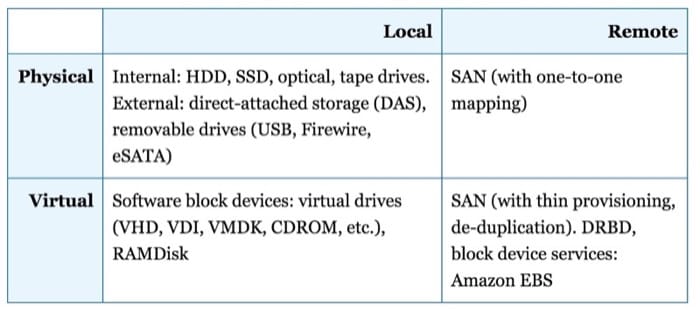 Local
Remote
Physical
Internal: HDD, SSD, optical, tape drives.
External: direct-attached storage (DAS),
removable drives (USB, Firewire,
eSATA)
SAN (with one-to-one
mapping)
Virtual
Software block devices: virtual drives
(VHD, VDI, VMDK, CDROM, etc.),
RAMDisk
SAN (with thin provisioning,
de-duplication). DRBD,
block device services:
Amazon EBS